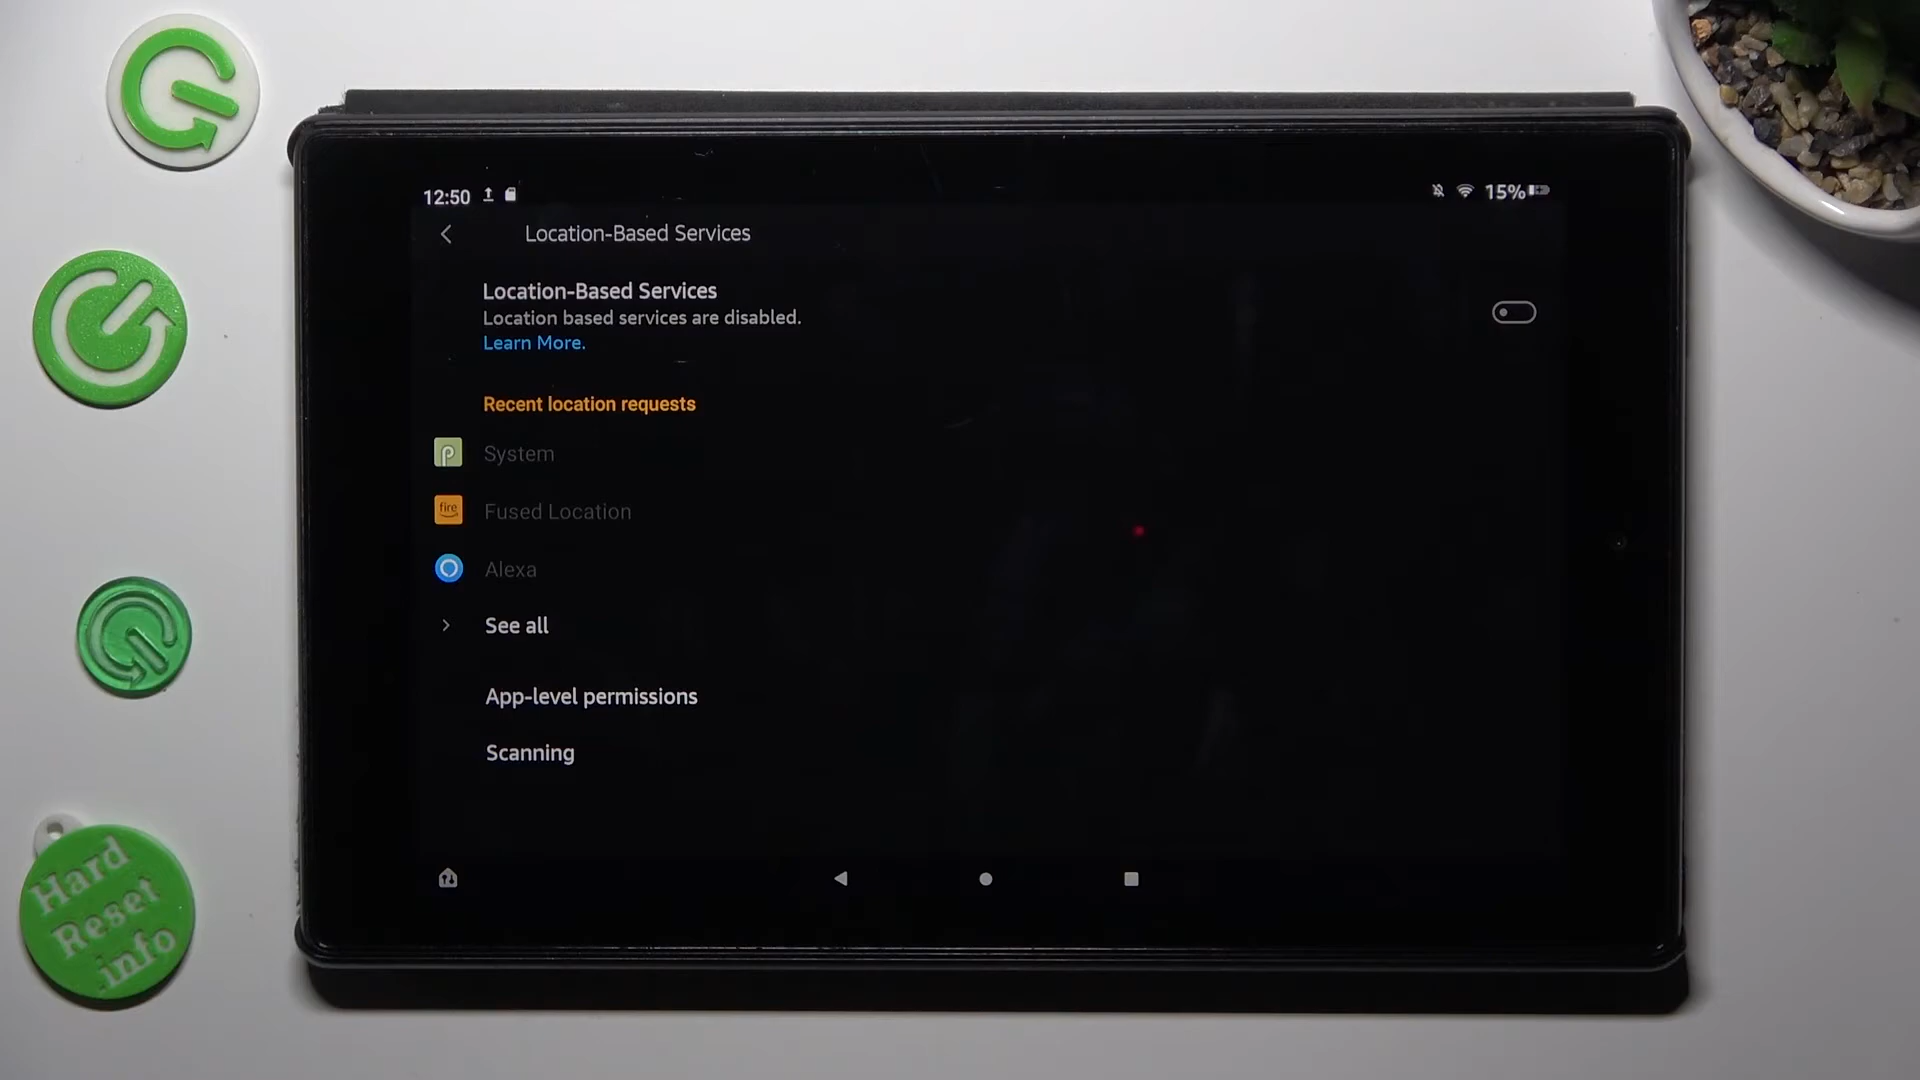 12:50
15%
Location-Based Services
Location-Based Services
Location based services are disabled.
Learn More.
Recent location requests
System
fire
Fused Location
Alexa
See all
App-level permissions
Scanning
Hard
Reset
info